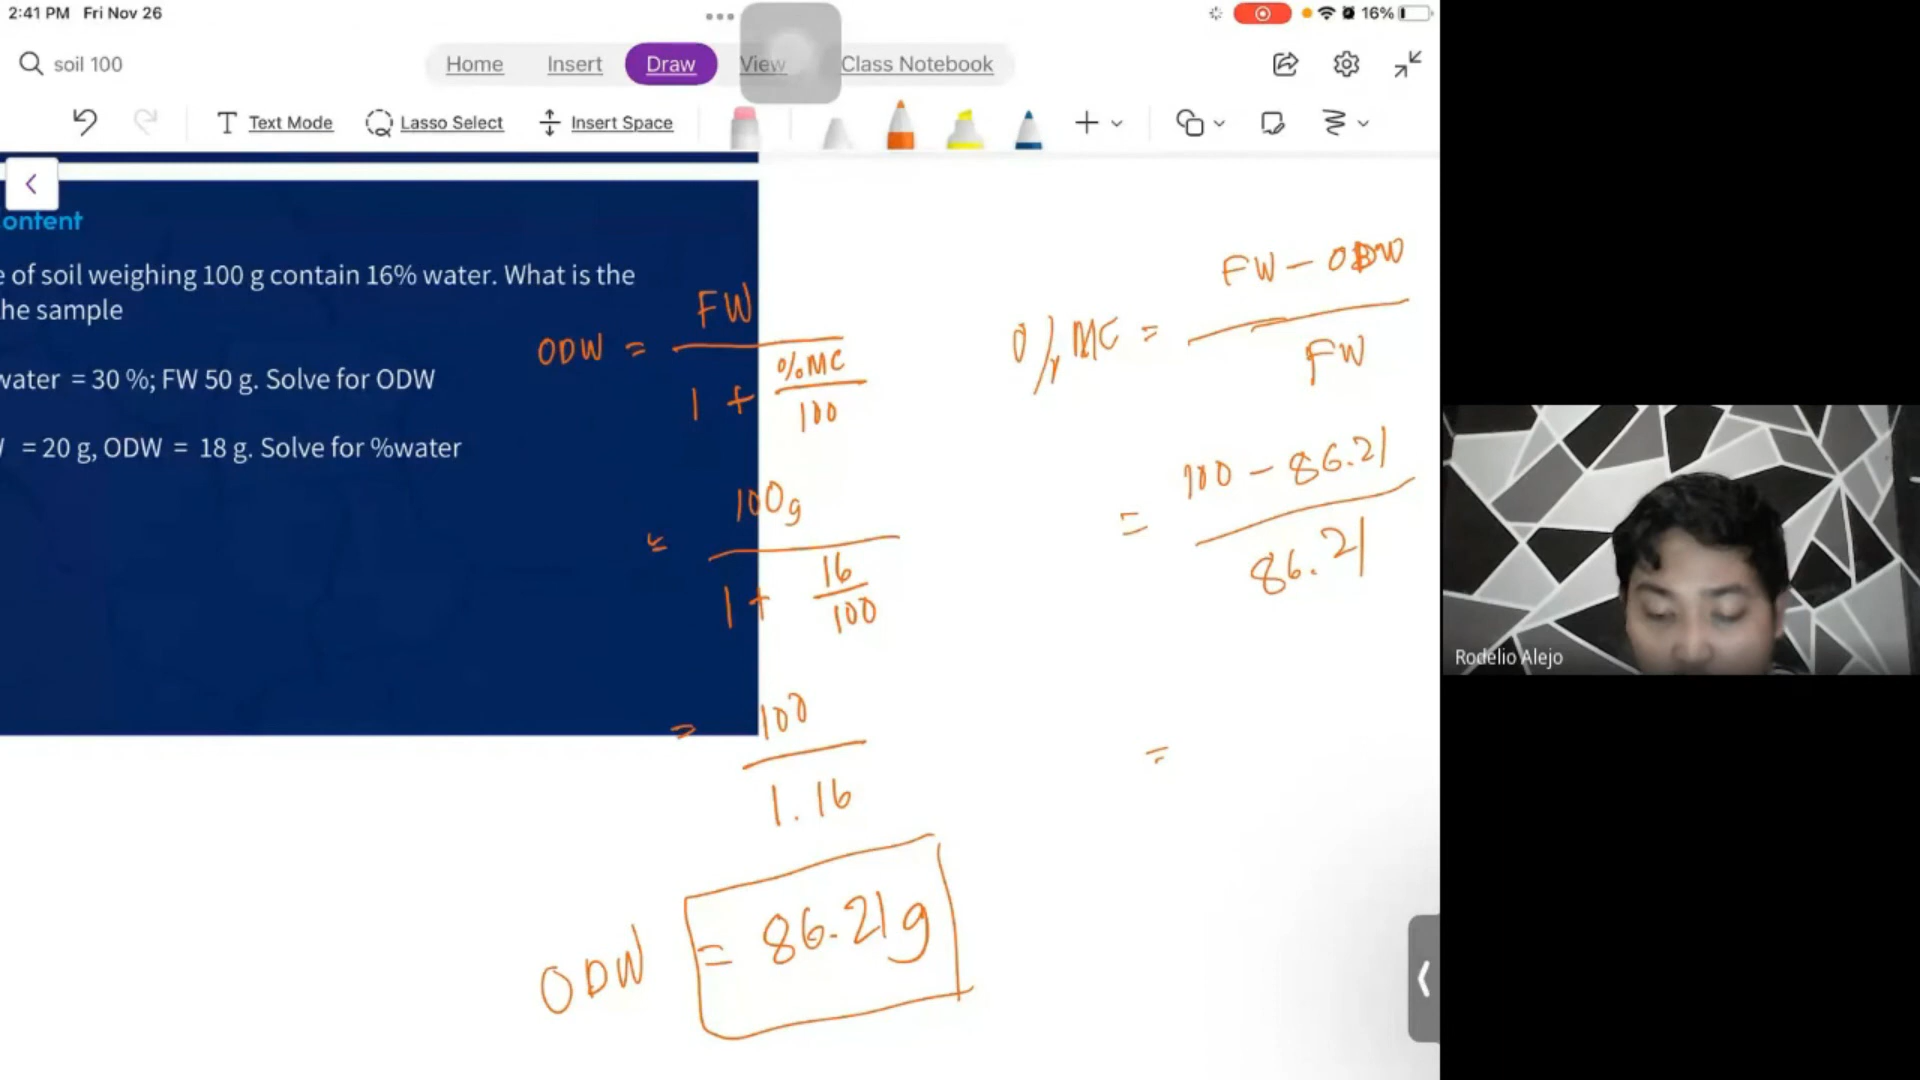 2:41 PM Fri Nov 26
16%
soil 100
Home Insert Draw View Class Notebook
Text Mode Lasso Select Insert Space
ontent
e of soil weighing 100 g contain 16% water. What is the
he sample
water = 30 %; FW 50 g. Solve for ODW
= 20 g, ODW = 18 g. Solve for %water
ODW = FW
1 + %MC
100
= 100g
1 + 16
100
= 100
1.16
ODW = 86.21g
%MC = FW - ODW
FW
= 100 - 86.21
86.21
=
Rodelio Alejo